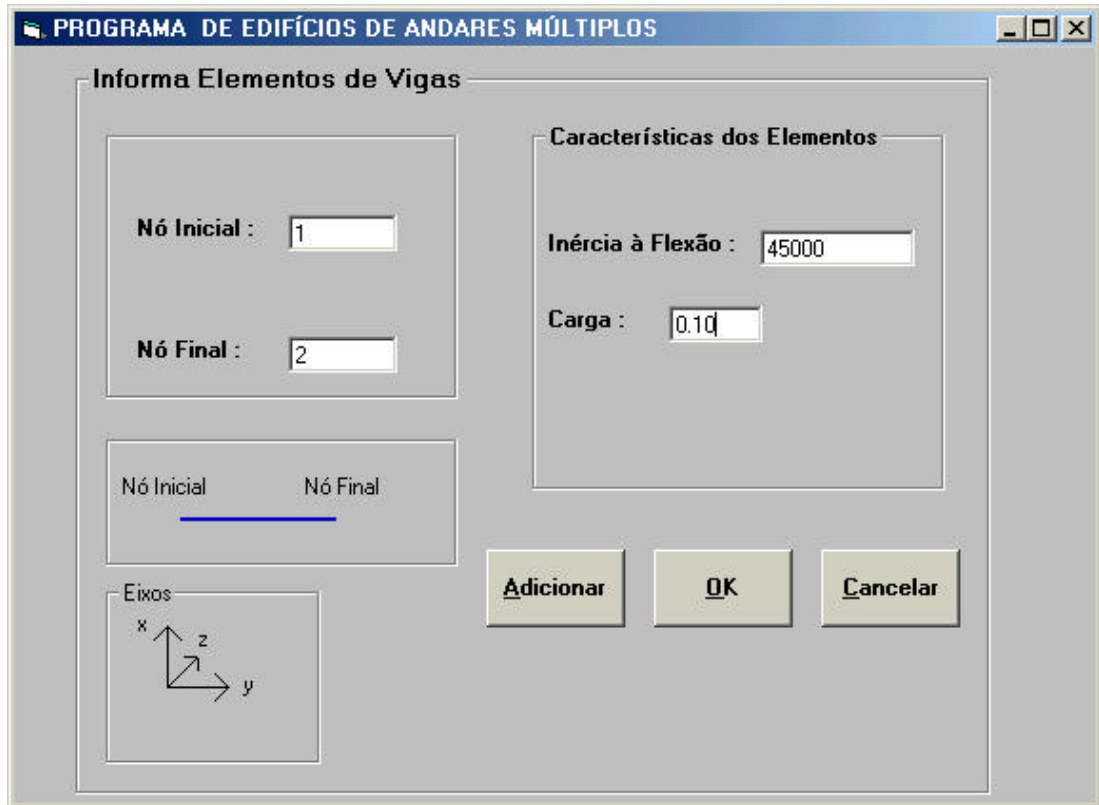 PROGRAMA DE EDIFÍCIOS DE ANDARES MÚLTIPLOS
Informa Elementos de Vigas
Nó Inicial : 1
Nó Final : 2
Características dos Elementos
Inércia à Flexão : 45000
Carga : 0.10
Nó Inicial Nó Final
Eixos
x
z
y
Adicionar OK Cancelar